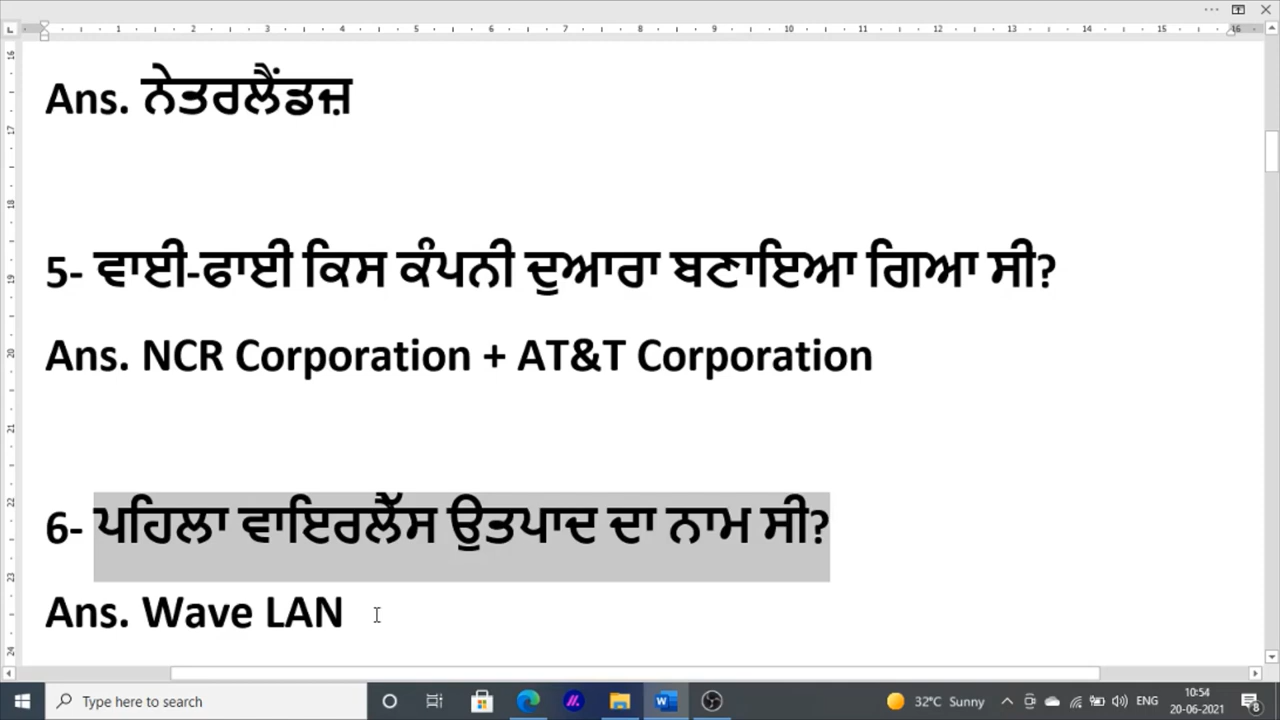 Ans. ਨੇਤਰਲੈਂਡਜ਼
5- ਵਾਈ-ਫਾਈ ਕਿਸ ਕੰਪਨੀ ਦੁਆਰਾ ਬਣਾਇਆ ਗਿਆ ਸੀ?
Ans. NCR Corporation + AT&T Corporation
6- ਪਹਿਲਾ ਵਾਇਰਲੈੱਸ ਉਤਪਾਦ ਦਾ ਨਾਮ ਸੀ?
Ans. Wave LAN
Type here to search
32°C Sunny
ENG
10:54
20-06-2021
8